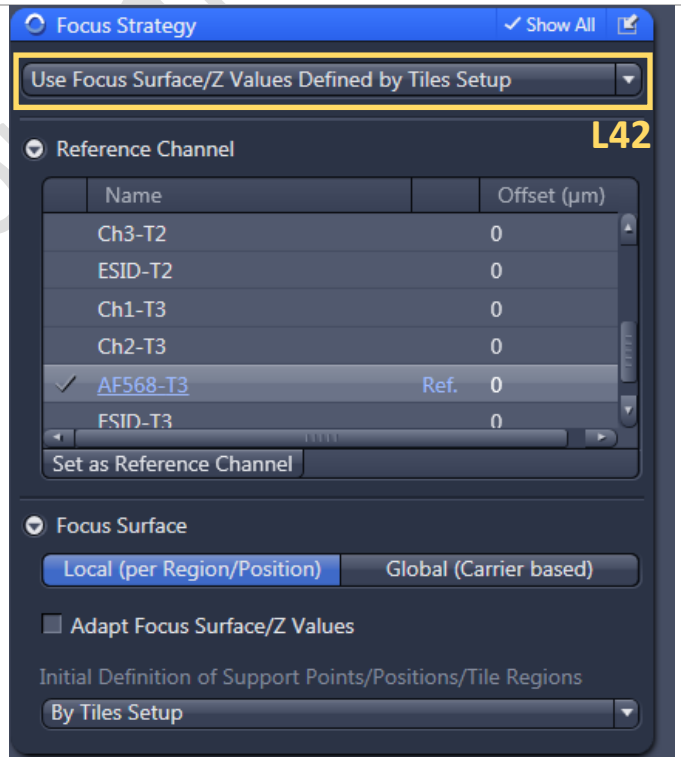 Focus Strategy ✓ Show All
Use Focus Surface/Z Values Defined by Tiles Setup
L42
Reference Channel
Name Offset (µm)
Ch3-T2 0
ESID-T2 0
Ch1-T3 0
Ch2-T3 0
✓ AF568-T3 Ref. 0
ESID-T3 0
Set as Reference Channel
Focus Surface
Local (per Region/Position) Global (Carrier based)
Adapt Focus Surface/Z Values
Initial Definition of Support Points/Positions/Tile Regions
By Tiles Setup